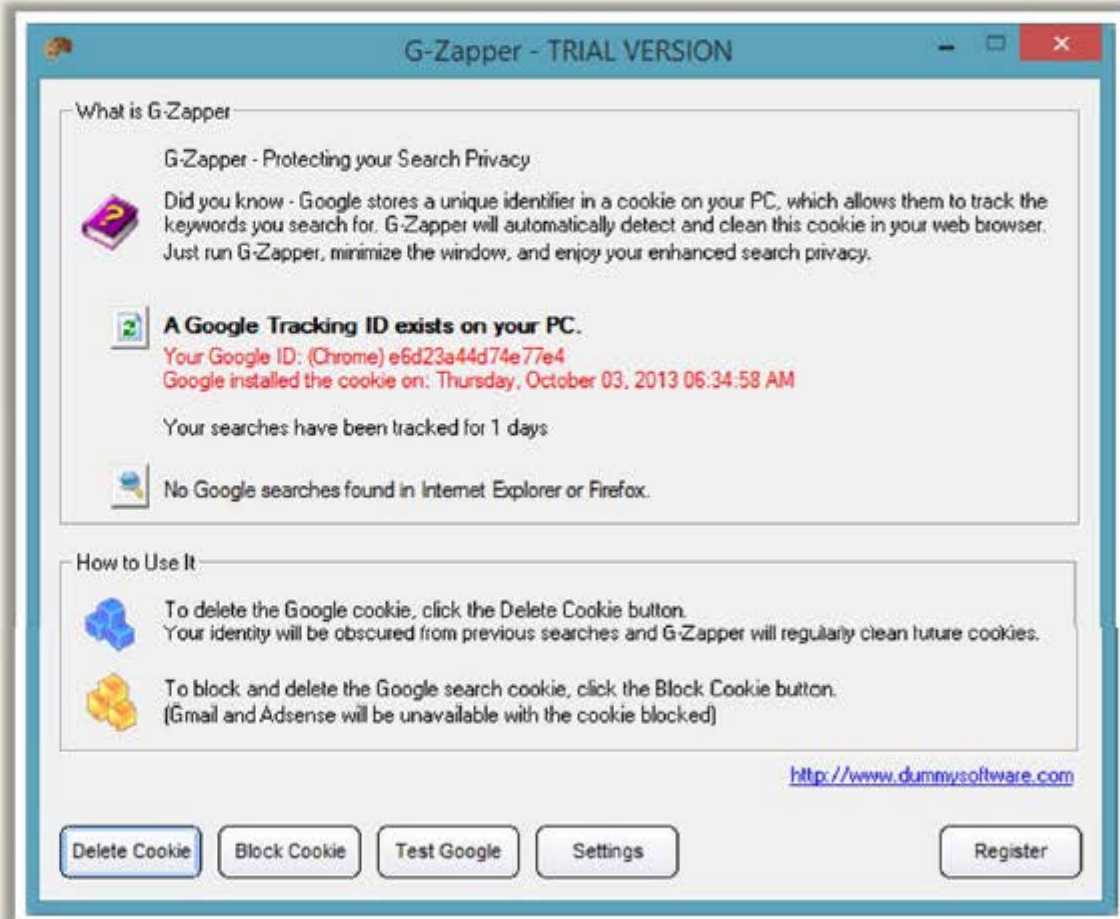 G-Zapper - TRIAL VERSION
What is G-Zapper
G-Zapper - Protecting your Search Privacy
Did you know - Google stores a unique identifier in a cookie on your PC, which allows them to track the
keywords you search for. G-Zapper will automatically detect and clean this cookie in your web browser.
Just run G-Zapper, minimize the window, and enjoy your enhanced search privacy.
A Google Tracking ID exists on your PC.
Your Google ID: (Chrome) e6d23a44d74e77e4
Google installed the cookie on: Thursday, October 03, 2013 06:34:58 AM
Your searches have been tracked for 1 days
No Google searches found in Internet Explorer or Firefox.
How to Use It
To delete the Google cookie, click the Delete Cookie button.
Your identity will be obscured from previous searches and G-Zapper will regularly clean future cookies.
To block and delete the Google search cookie, click the Block Cookie button.
(Gmail and Adsense will be unavailable with the cookie blocked)
http://www.dummysoftware.com
Delete Cookie Block Cookie Test Google Settings Register